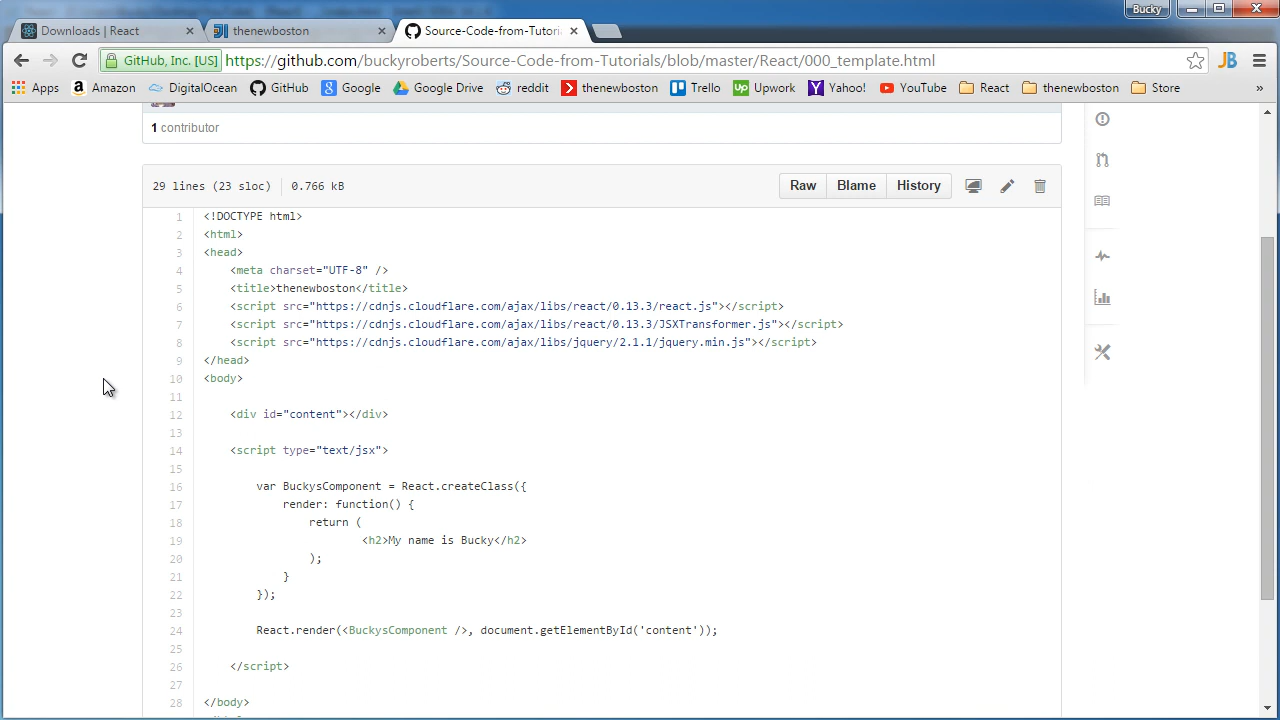 Bucky
Downloads | React
thenewboston
Source-Code-from-Tutori
GitHub, Inc. [US]
https://github.com/buckyroberts/Source-code-from-Tutorials/blob/master/React/000_template.html
Apps
Amazon
DigitalOcean
GitHub
Google
Google Drive
reddit
thenewboston
Trello
Upwork
Yahoo!
YouTube
React
thenewboston
Store
»
1 contributor
29 lines (23 sloc) 0.766 kB
Raw
Blame
History
1 <!DOCTYPE html>
2 <html>
3 <head>
4 <meta charset="UTF-8" />
5 <title>thenewboston</title>
6 <script src="https://cdnjs.cloudflare.com/ajax/libs/react/0.13.3/react.js"></script>
7 <script src="https://cdnjs.cloudflare.com/ajax/libs/react/0.13.3/JSXTransformer.js"></script>
8 <script src="https://cdnjs.cloudflare.com/ajax/libs/jquery/2.1.1/jquery.min.js"></script>
9 </head>
10 <body>
11
12 <div id="content"></div>
13
14 <script type="text/jsx">
15
16 var BuckysComponent = React.createClass({
17 render: function() {
18 return (
19 <h2>My name is Bucky</h2>
20 );
21 }
22 });
23
24 React.render(<BuckysComponent />, document.getElementById('content'));
25
26 </script>
27
28 </body>